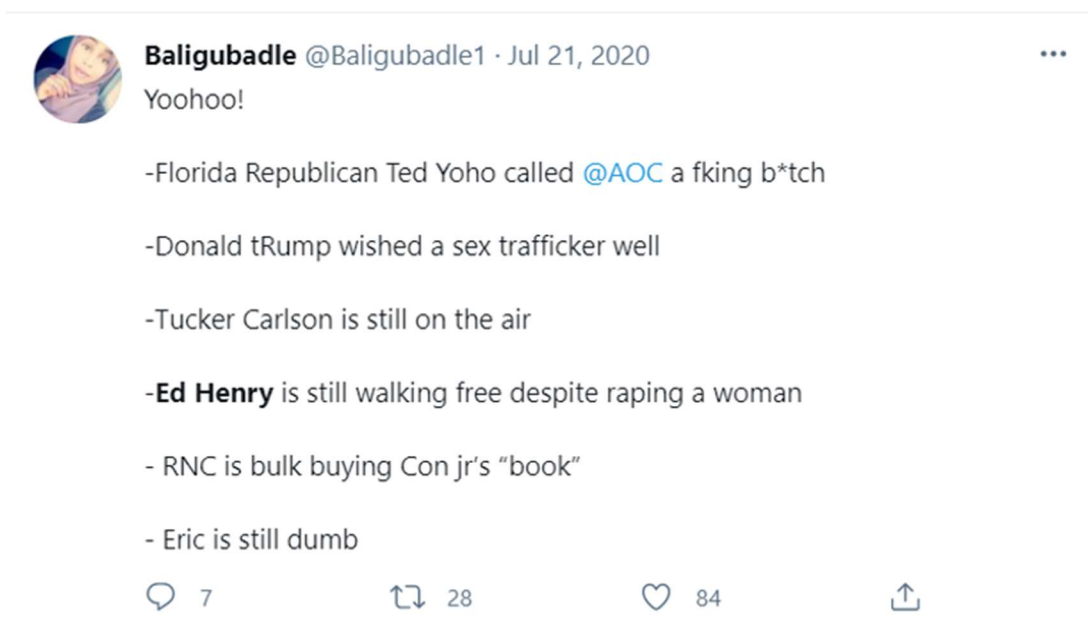 Baligubadle @Baligubadle1 · Jul 21, 2020
Yoohoo!
-Florida Republican Ted Yoho called @AOC a fking b*tch
-Donald tRump wished a sex trafficker well
-Tucker Carlson is still on the air
-Ed Henry is still walking free despite raping a woman
- RNC is bulk buying Con jr's “book”
- Eric is still dumb
7 28 84